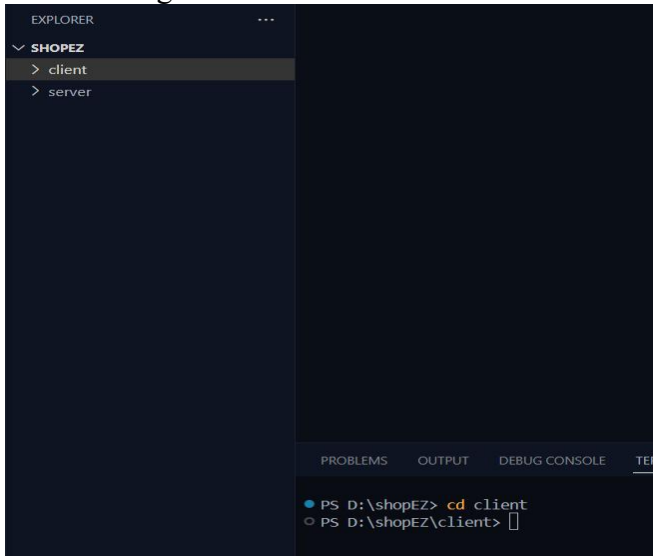 EXPLORER ...
SHOPEZ
> client
> server
PROBLEMS OUTPUT DEBUG CONSOLE
PS D:\shopEZ> cd client
PS D:\shopEZ\client>